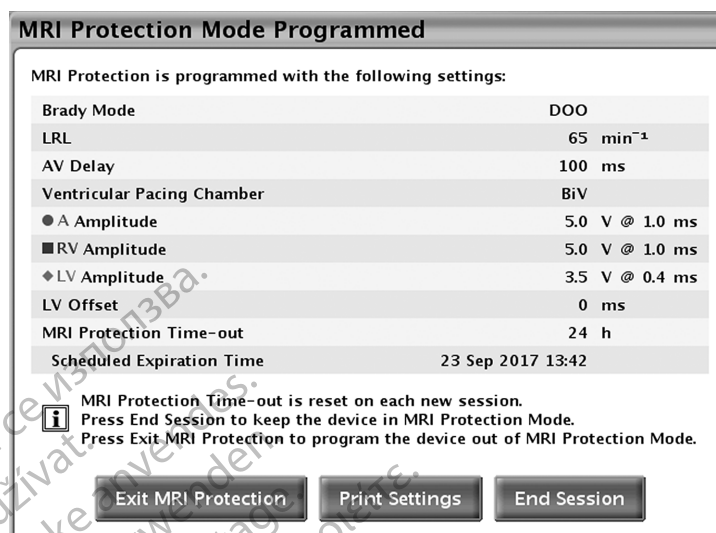 MRI Protection Mode Programmed
MRI Protection is programmed with the following settings:
Brady Mode DOO
LRL 65 min⁻¹
AV Delay 100 ms
Ventricular Pacing Chamber BiV
A Amplitude 5.0 V @ 1.0 ms
RV Amplitude 5.0 V @ 1.0 ms
LV Amplitude 3.5 V @ 0.4 ms
LV Offset 0 ms
MRI Protection Time-out 24 h
Scheduled Expiration Time 23 Sep 2017 13:42
MRI Protection Time-out is reset on each new session.
i Press End Session to keep the device in MRI Protection Mode.
Press Exit MRI Protection to program the device out of MRI Protection Mode.
Exit MRI Protection Print Settings End Session
се използва.
anvendes.